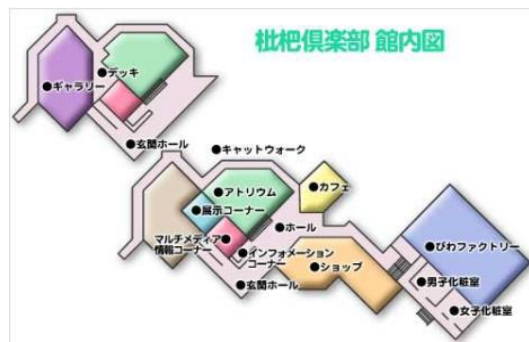 枇杷倶楽部 館内図
●デッキ
●ギャラリー
●玄関ホール
●キャットウォーク
●アトリウム
●カフェ
●展示コーナー
●ホール
マルチメディア●
情報コーナー
●インフォメーション
コーナー
●ショップ
●びわファクトリー
●玄関ホール
●男子化粧室
●女子化粧室